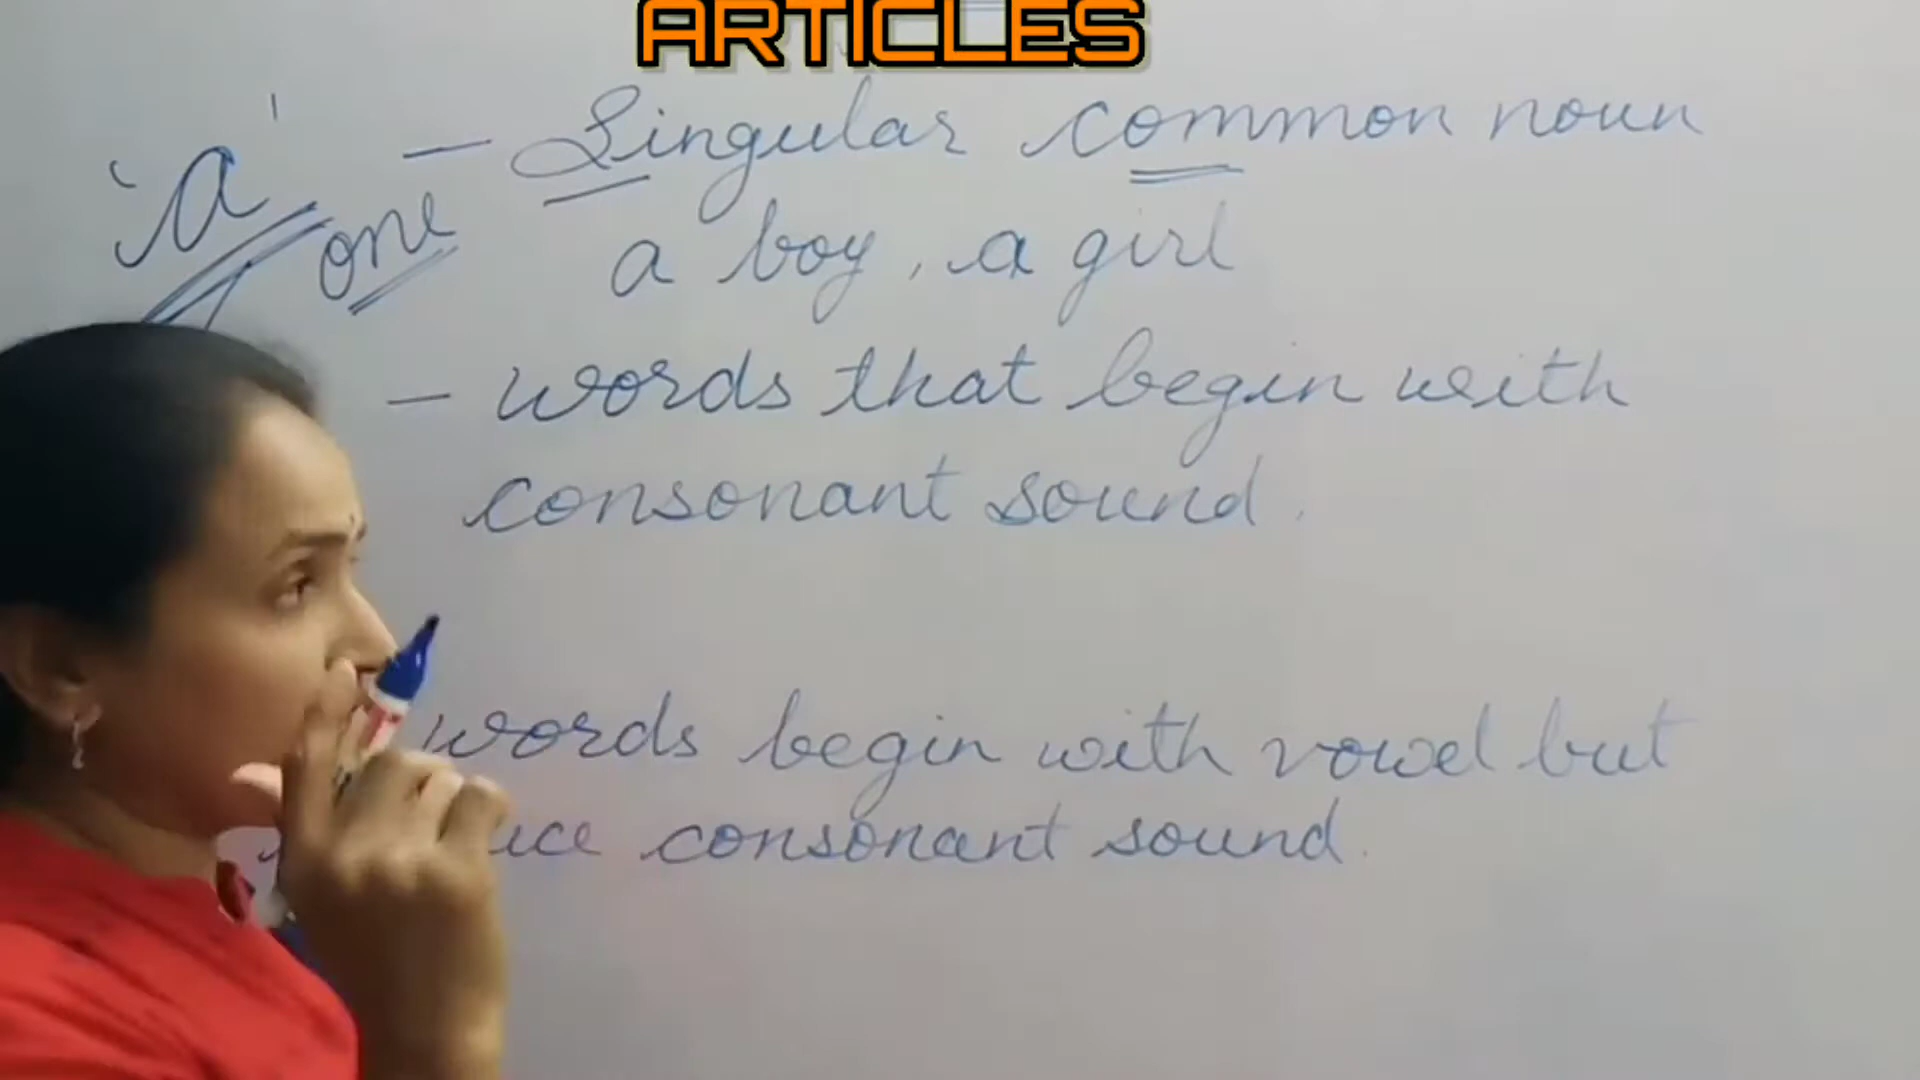 ARTICLES
'a' - Singular common noun
one
a boy, a girl
- words that begin with
consonant sound.
words begin with vowel but
consonant sound.